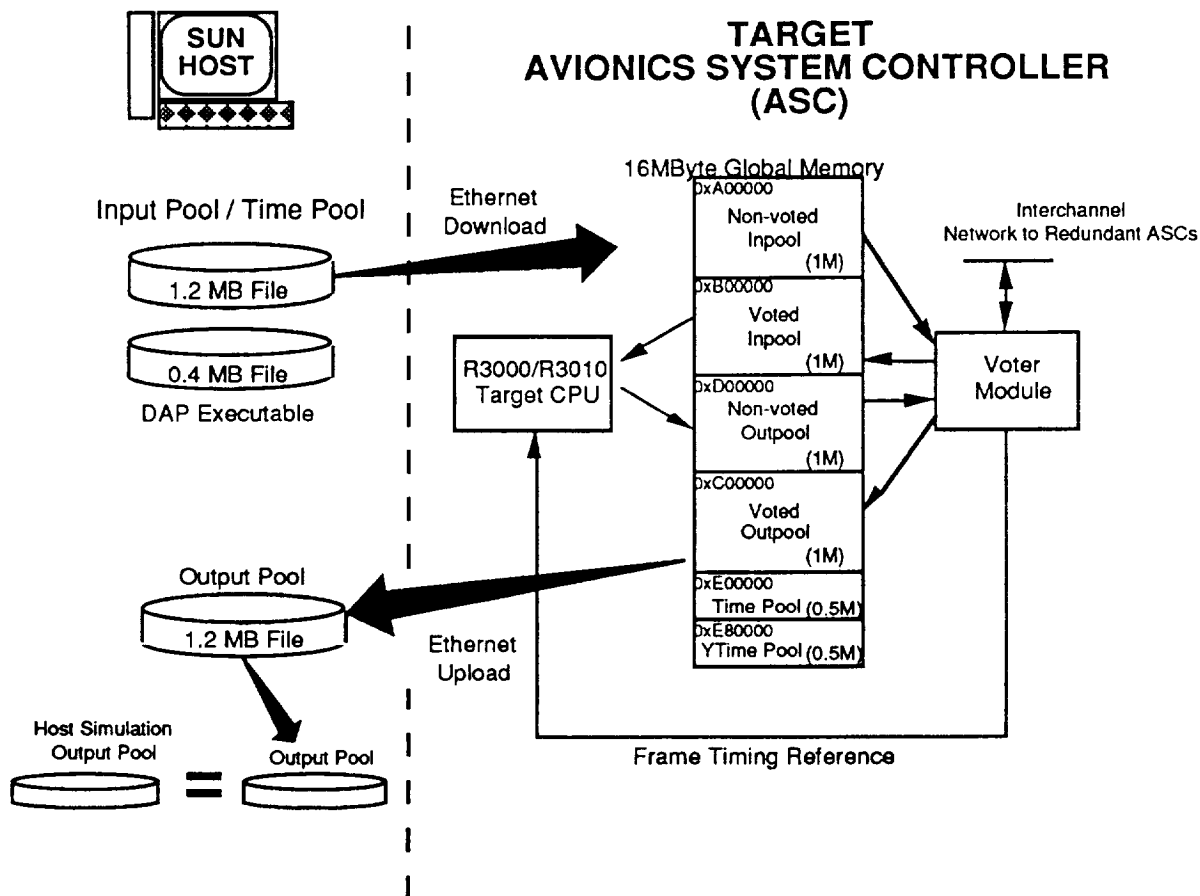 SUN
HOST
TARGET
AVIONICS SYSTEM CONTROLLER
(ASC)
Input Pool / Time Pool
1.2 MB File
0.4 MB File
DAP Executable
Ethernet
Download
16MByte Global Memory
0xA00000
Non-voted
Inpool
(1M)
0xB00000
Voted
Inpool
(1M)
0xD00000
Non-voted
Outpool
(1M)
0xC00000
Voted
Outpool
(1M)
0xE00000
Time Pool (0.5M)
0xE80000
YTime Pool (0.5M)
R3000/R3010
Target CPU
Interchannel
Network to Redundant ASCs
Voter
Module
Output Pool
1.2 MB File
Ethernet
Upload
Frame Timing Reference
Host Simulation
Output Pool
=
Output Pool